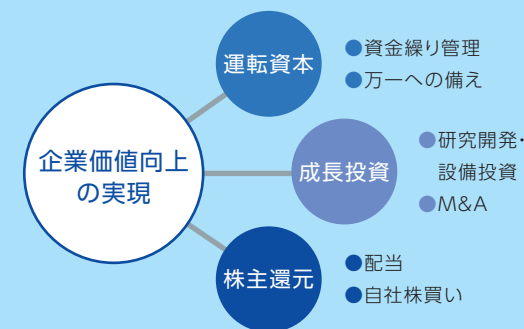 企業価値向上
の実現
運転資本
●資金繰り管理
●万一への備え
成長投資
●研究開発・
設備投資
●M&A
株主還元
●配当
●自社株買い